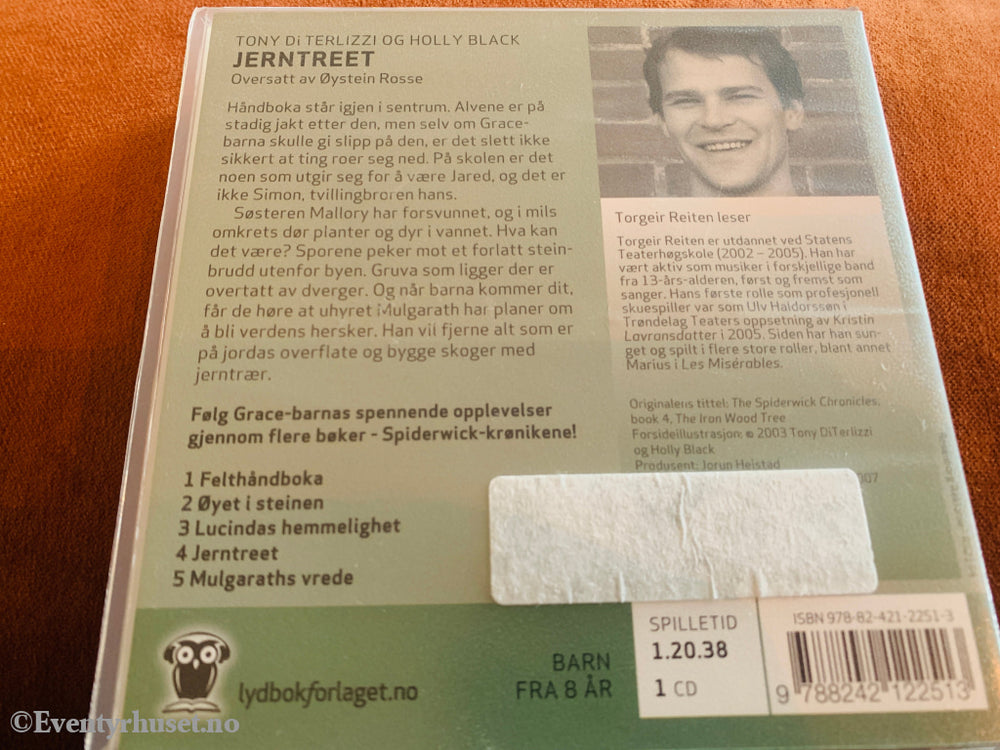 TONY Di TERLIZZI OG HOLLY BLACK
JERNTREET
Oversatt av Øystein Rosse
Håndboka står igjen i sentrum. Alvene er på
stadig jakt etter den, men selv om Grace-
barna skulle gi slipp på den, er det slett ikke
sikkert at ting roer seg ned. På skolen er det
noen som utgir seg for å være Jared, og det er
ikke Simon, tvillingbroren hans.
Søsteren Mallory har forsvunnet, og i mils
omkrets dør planter og dyr i vannet. Hva kan
det være? Sporene peker mot et forlatt stein-
brudd utenfor byen. Gruva som ligger der er
overtatt av dverger. Og når barna kommer dit,
får de høre at uhyret Mulgarath har planer om
å bli verdens hersker. Han vil fjerne alt som er
på jordas overflate og bygge skoger med
jerntrær.
Følg Grace-barnas spennende opplevelser
gjennom flere bøker - Spiderwick-krønikene!
1 Felthåndboka
2 Øyet i steinen
3 Lucindas hemmelighet
4 Jerntreet
5 Mulgaraths vrede
Torgeir Reiten leser
Torgeir Reiten er utdannet ved Statens
Teaterhøgskole (2002 – 2005). Han har
vært aktiv som musiker i forskjellige band
fra 13-års-alderen, først og fremst som
sanger. Hans første rolle som profesjonell
skuespiller var som Ulv Haldorssøn i
Trøndelag Teaters oppsetning av Kristin
Lavransdatter i 2005. Siden har han sun-
get og spilt i flere store roller, blant annet
Marius i Les Misérables.
Originalens tittel: The Spiderwick Chronicles,
book 4, The Iron Wood Tree
Forsideillustrasjon: © 2003 Tony DiTerlizzi
og Holly Black
Produsent: Jorun Heistad
007
lydbokforlaget.no
BARN
FRA 8 ÅR
SPILLETID
1.20.38
1 CD
ISBN 978-82-421-2251-3
9 788242 122513
©Eventyrhuset.no